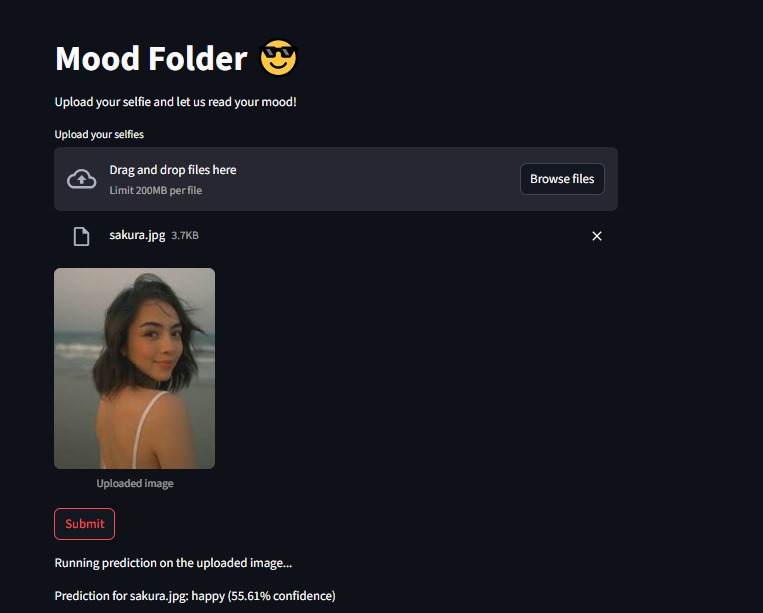 Mood Folder 😎
Upload your selfie and let us read your mood!
Upload your selfies
Drag and drop files here
Limit 200MB per file
Browse files
sakura.jpg 3.7KB
Uploaded image
Submit
Running prediction on the uploaded image...
Prediction for sakura.jpg: happy (55.61% confidence)